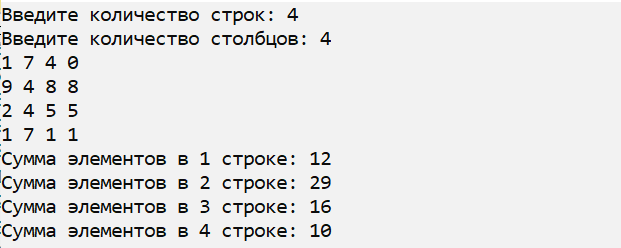 Введите количество строк: 4
Введите количество столбцов: 4
1 7 4 0
9 4 8 8
2 4 5 5
1 7 1 1
Сумма элементов в 1 строке: 12
Сумма элементов в 2 строке: 29
Сумма элементов в 3 строке: 16
Сумма элементов в 4 строке: 10